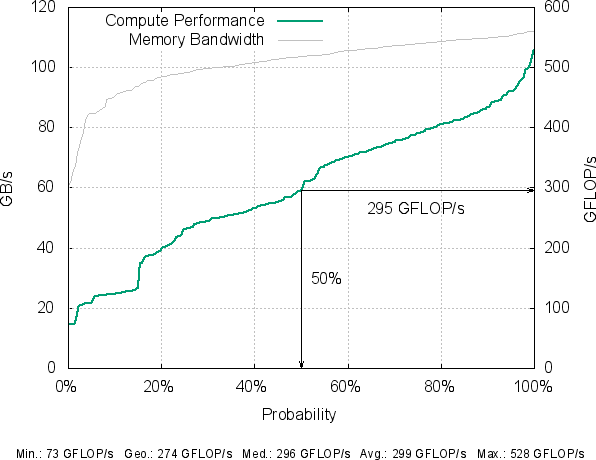 120
600
Compute Performance
Memory Bandwidth
100
500
80
400
GB/s
60
300
GFLOP/s
295 GFLOP/s
40
200
50%
20
100
0
0
0% 20% 40% 60% 80% 100%
Probability
Min.: 73 GFLOP/s Geo.: 274 GFLOP/s Med.: 296 GFLOP/s Avg.: 299 GFLOP/s Max.: 528 GFLOP/s